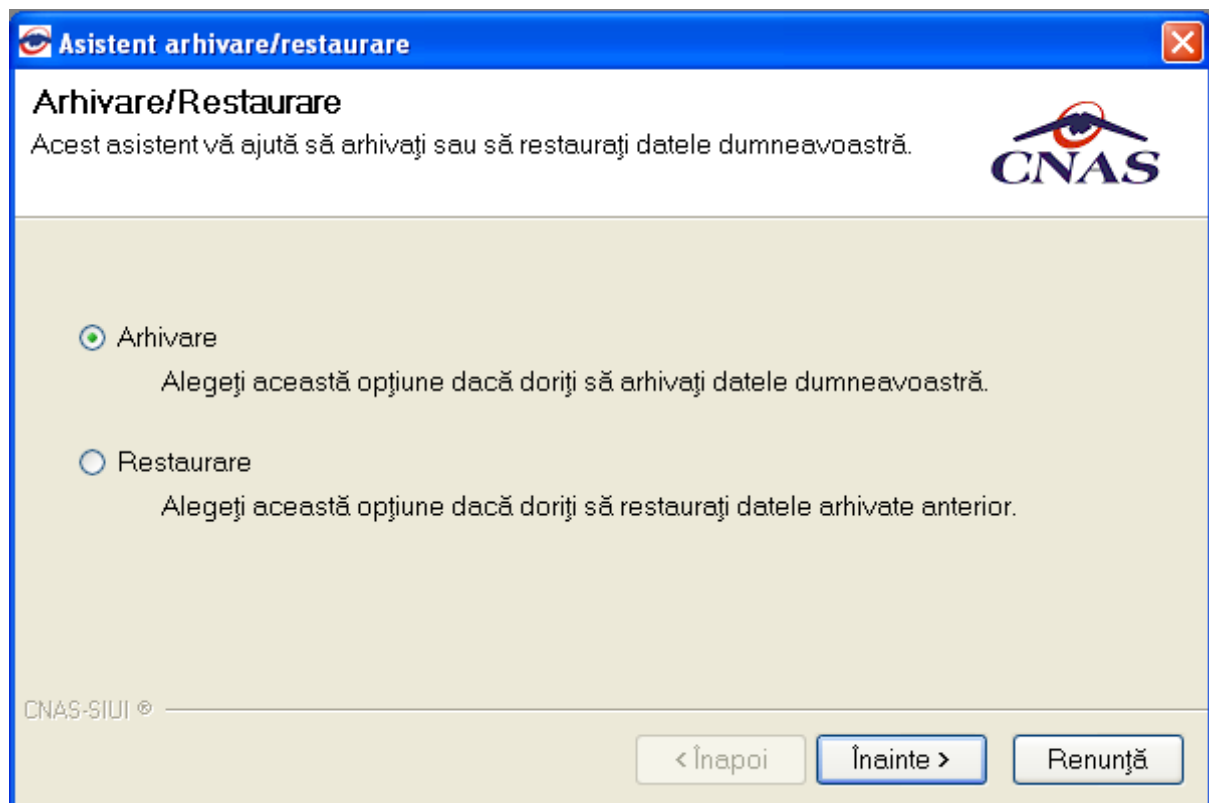 Asistent arhivare/restaurare
Arhivare/Restaurare
Acest asistent vă ajută să arhivaţi sau să restauraţi datele dumneavoastră.
CNAS
Arhivare
Alegeţi această opţiune dacă doriţi să arhivaţi datele dumneavoastră.
Restaurare
Alegeţi această opţiune dacă doriţi să restauraţi datele arhivate anterior.
CNAS-SIUI ®
< Înapoi Înainte > Renunţă